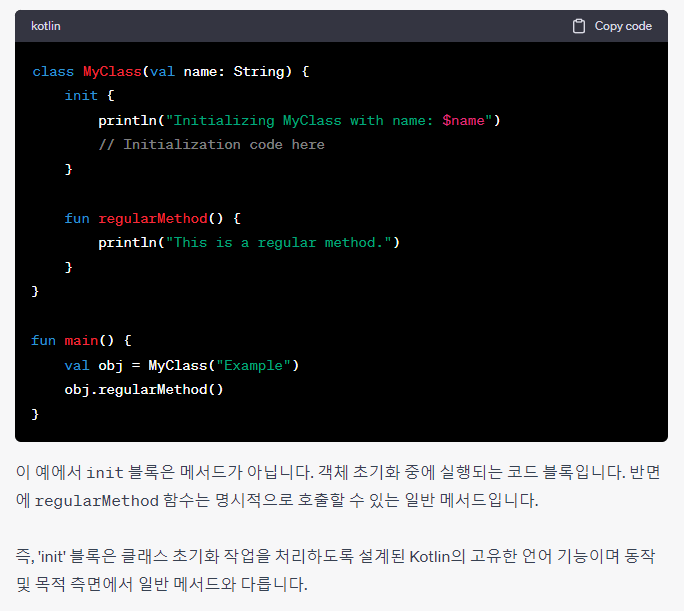 kotlin
Copy code
class MyClass(val name: String) {
    init {
        println("Initializing MyClass with name: $name")
        // Initialization code here
    }

    fun regularMethod() {
        println("This is a regular method.")
    }
}

fun main() {
    val obj = MyClass("Example")
    obj.regularMethod()
}
이 예에서 init 블록은 메서드가 아닙니다. 객체 초기화 중에 실행되는 코드 블록입니다. 반면
에 regularMethod 함수는 명시적으로 호출할 수 있는 일반 메서드입니다.
즉, 'init' 블록은 클래스 초기화 작업을 처리하도록 설계된 Kotlin의 고유한 언어 기능이며 동작
및 목적 측면에서 일반 메서드와 다릅니다.